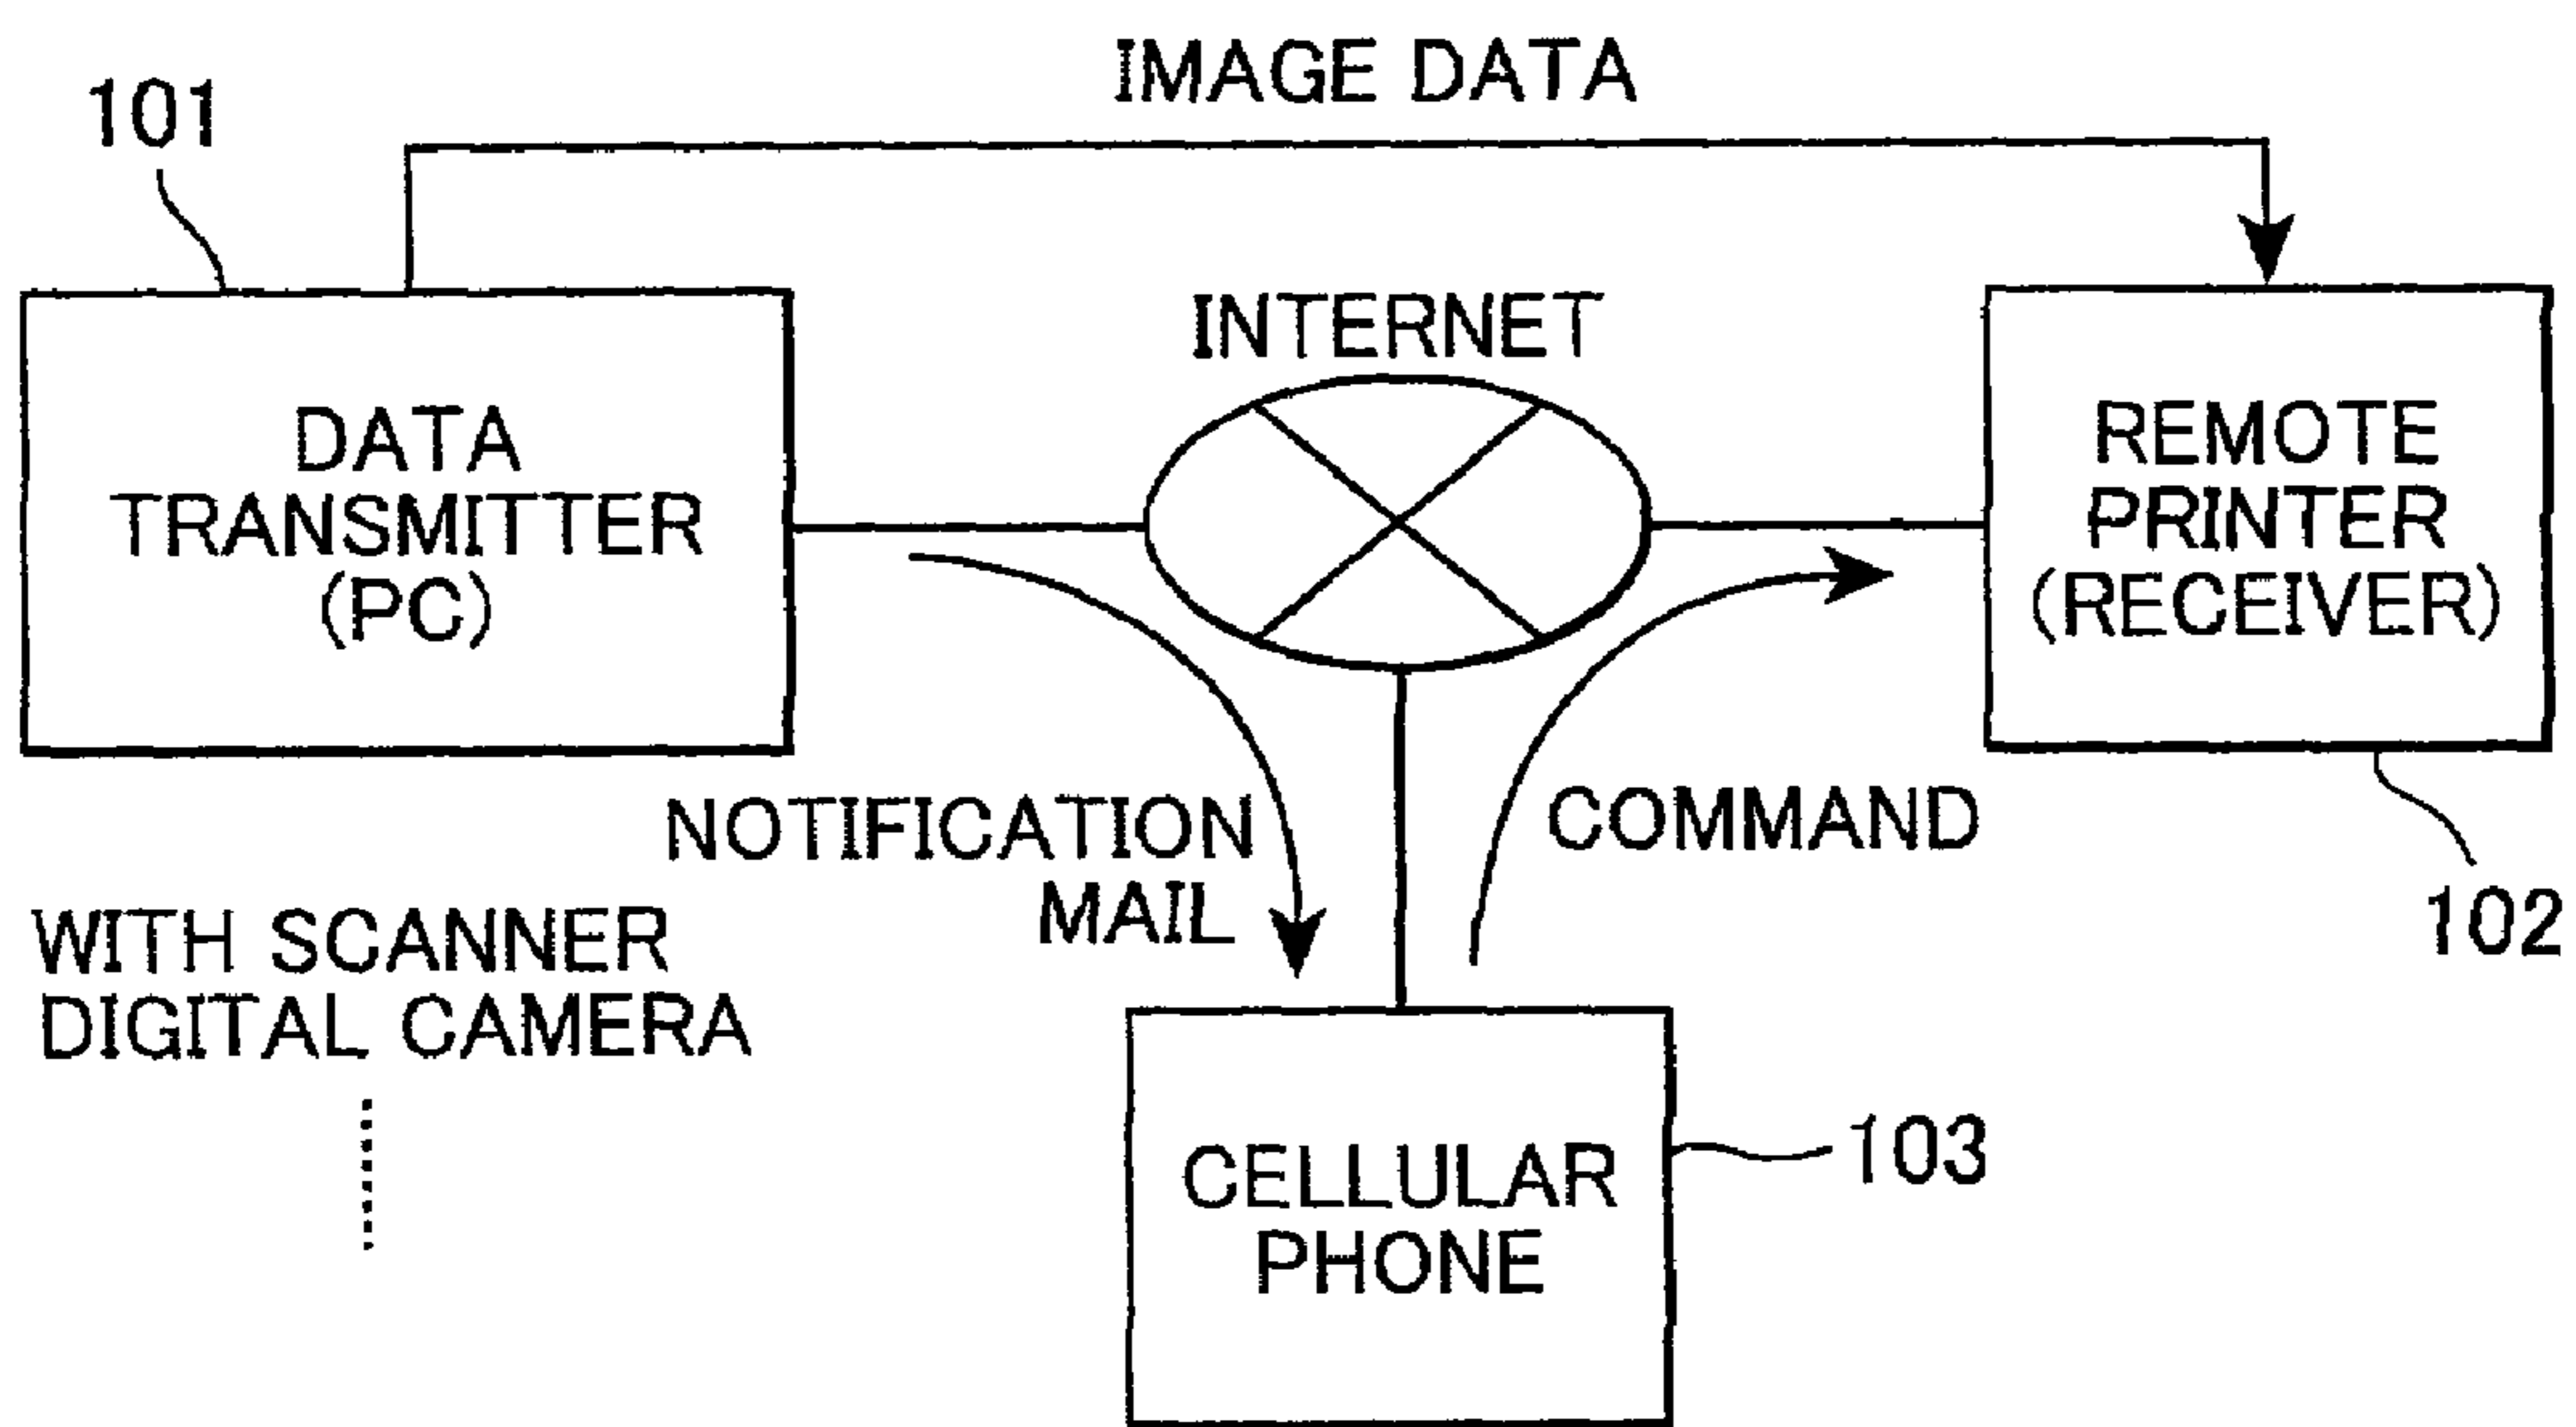 IMAGE DATA
101
INTERNET
DATA
TRANSMITTER
(PC)
REMOTE
PRINTER
(RECEIVER)
NOTIFICATION
MAIL
COMMAND
102
WITH SCANNER
DIGITAL CAMERA
103
CELLULAR
PHONE